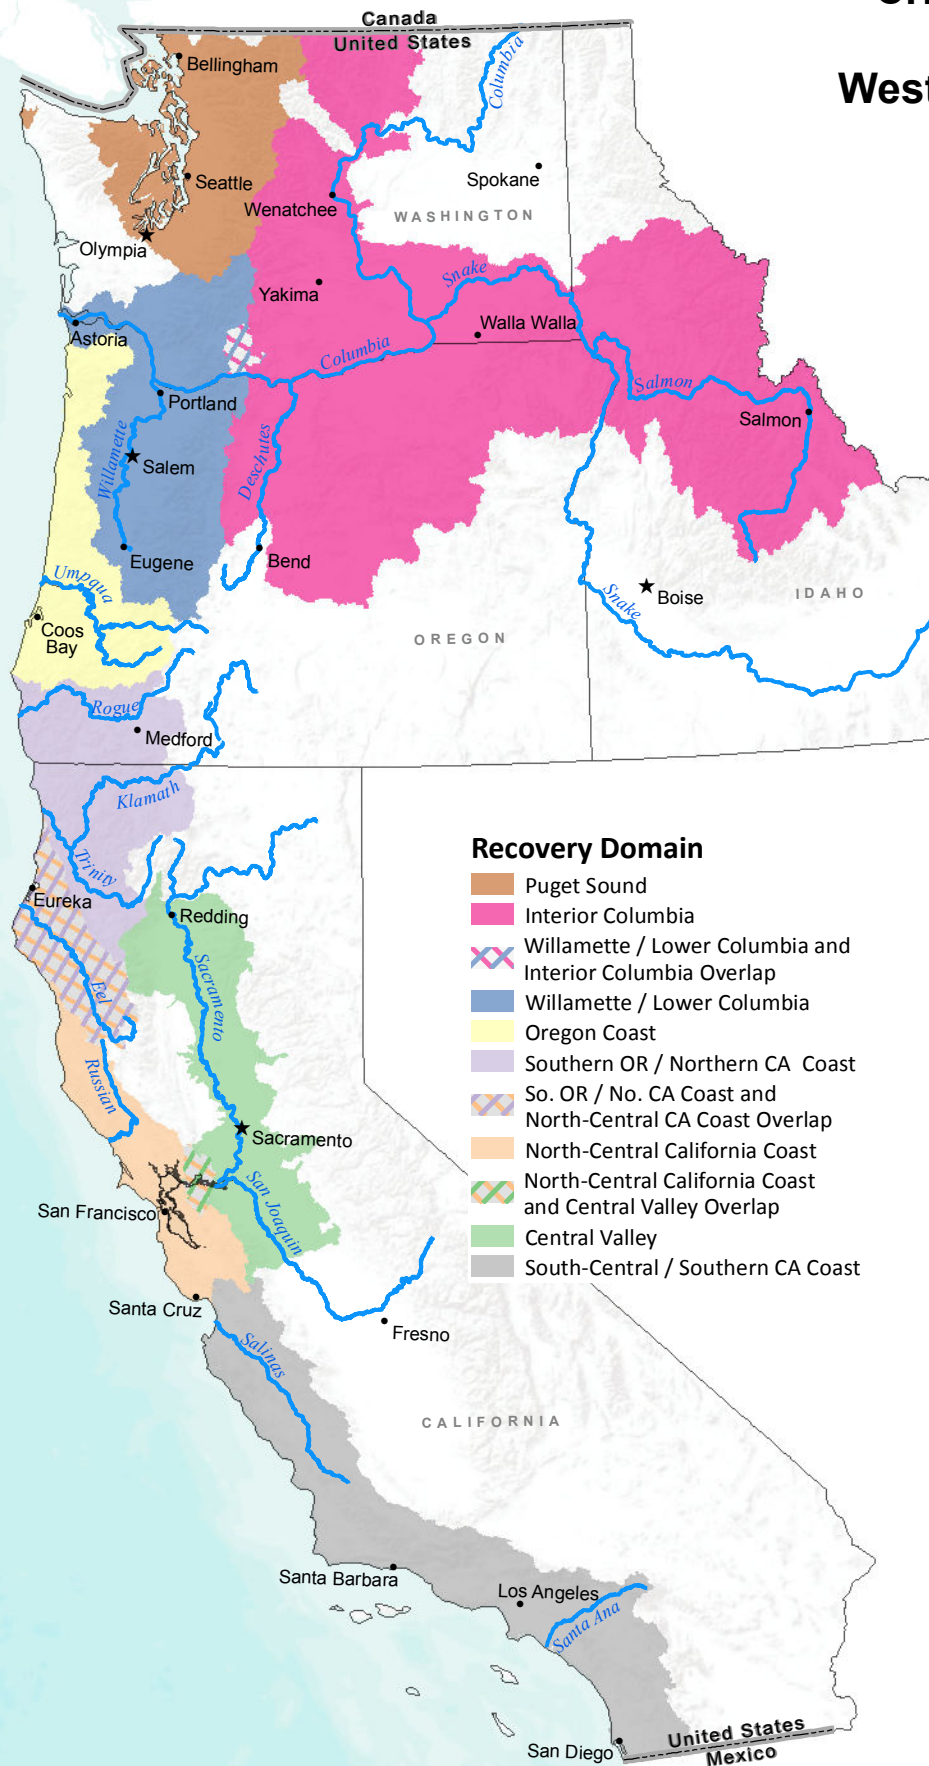 Canada
United States
West
Bellingham
Columbia
Seattle
Spokane
Wenatchee
WASHINGTON
Olympia
Snake
Yakima
Walla Walla
Astoria
Columbia
Portland
Salmon
Salmon
Willamette
Deschutes
Salem
Eugene
Bend
Umpqua
Boise
IDAHO
Snake
Coos
Bay
OREGON
Rogue
Medford
Klamath
Trinity
Eureka
Redding
Sacramento
Eel
Russian
Sacramento
San Joaquin
San Francisco
Santa Cruz
Fresno
Salinas
CALIFORNIA
Santa Barbara
Los Angeles
Santa Ana
San Diego
United States
Mexico
Recovery Domain
Puget Sound
Interior Columbia
Willamette / Lower Columbia and
Interior Columbia Overlap
Willamette / Lower Columbia
Oregon Coast
Southern OR / Northern CA Coast
So. OR / No. CA Coast and
North-Central CA Coast Overlap
North-Central California Coast
North-Central California Coast
and Central Valley Overlap
Central Valley
South-Central / Southern CA Coast